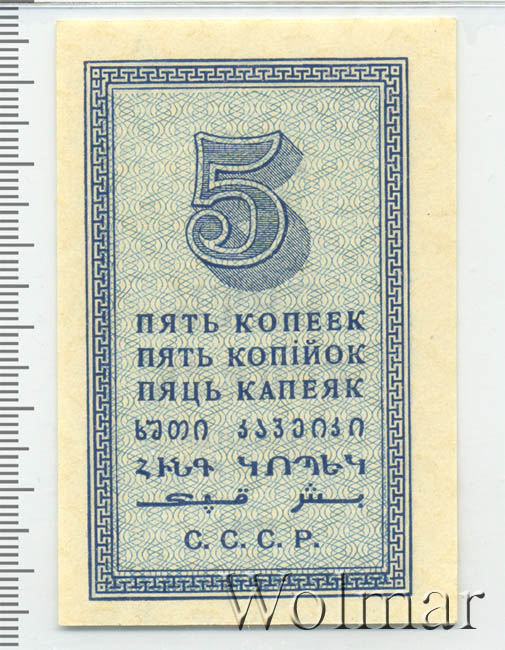 5
ПЯТЬ КОПЕЕК
ПЯТЬ КОПІЙОК
ПЯЦЬ КАПЕЯК
ხუთი კაპეიკი
ՀԻՆԳ ԿՈՊԵԿ
بش قپك
С. С. С. Р.
Wolmar